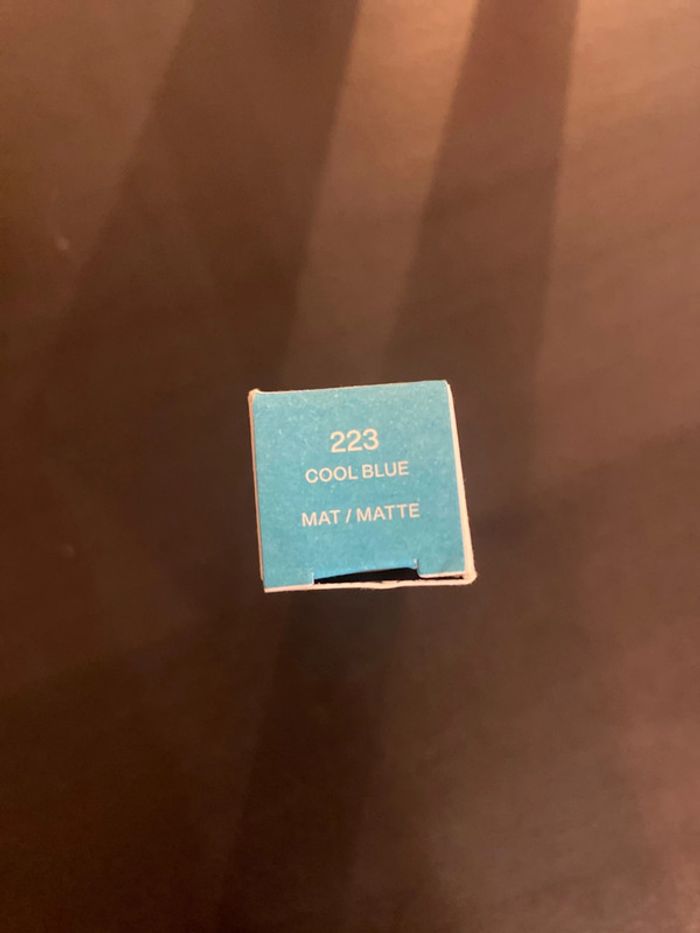 223
COOL BLUE
MAT / MATTE